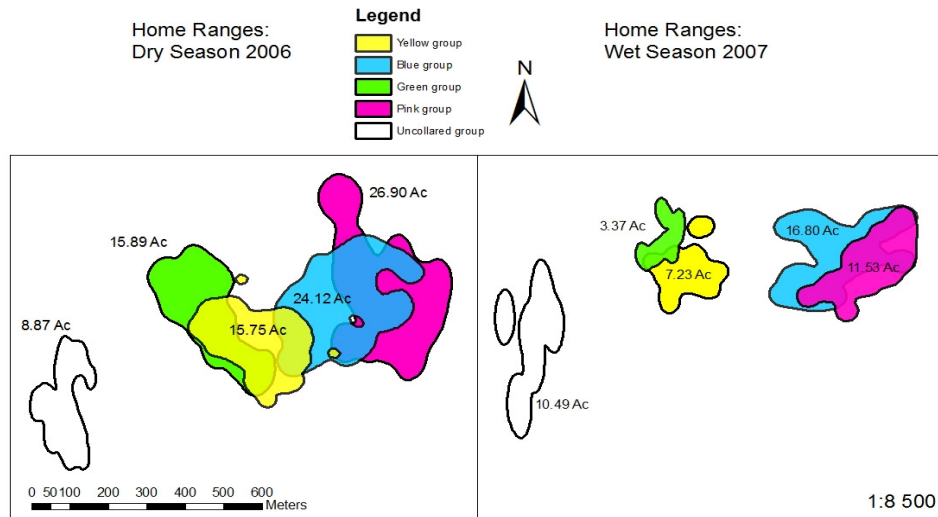 Home Ranges:
Dry Season 2006
Legend
Yellow group
Blue group
Green group
Pink group
Uncollared group
N
Home Ranges:
Wet Season 2007
26.90 Ac
15.89 Ac
24.12 Ac
15.75 Ac
8.87 Ac
0 50 100 200 300 400 500 600
Meters
3.37 Ac
16.80 Ac
7.23 Ac
11.53 Ac
10.49 Ac
1:8 500